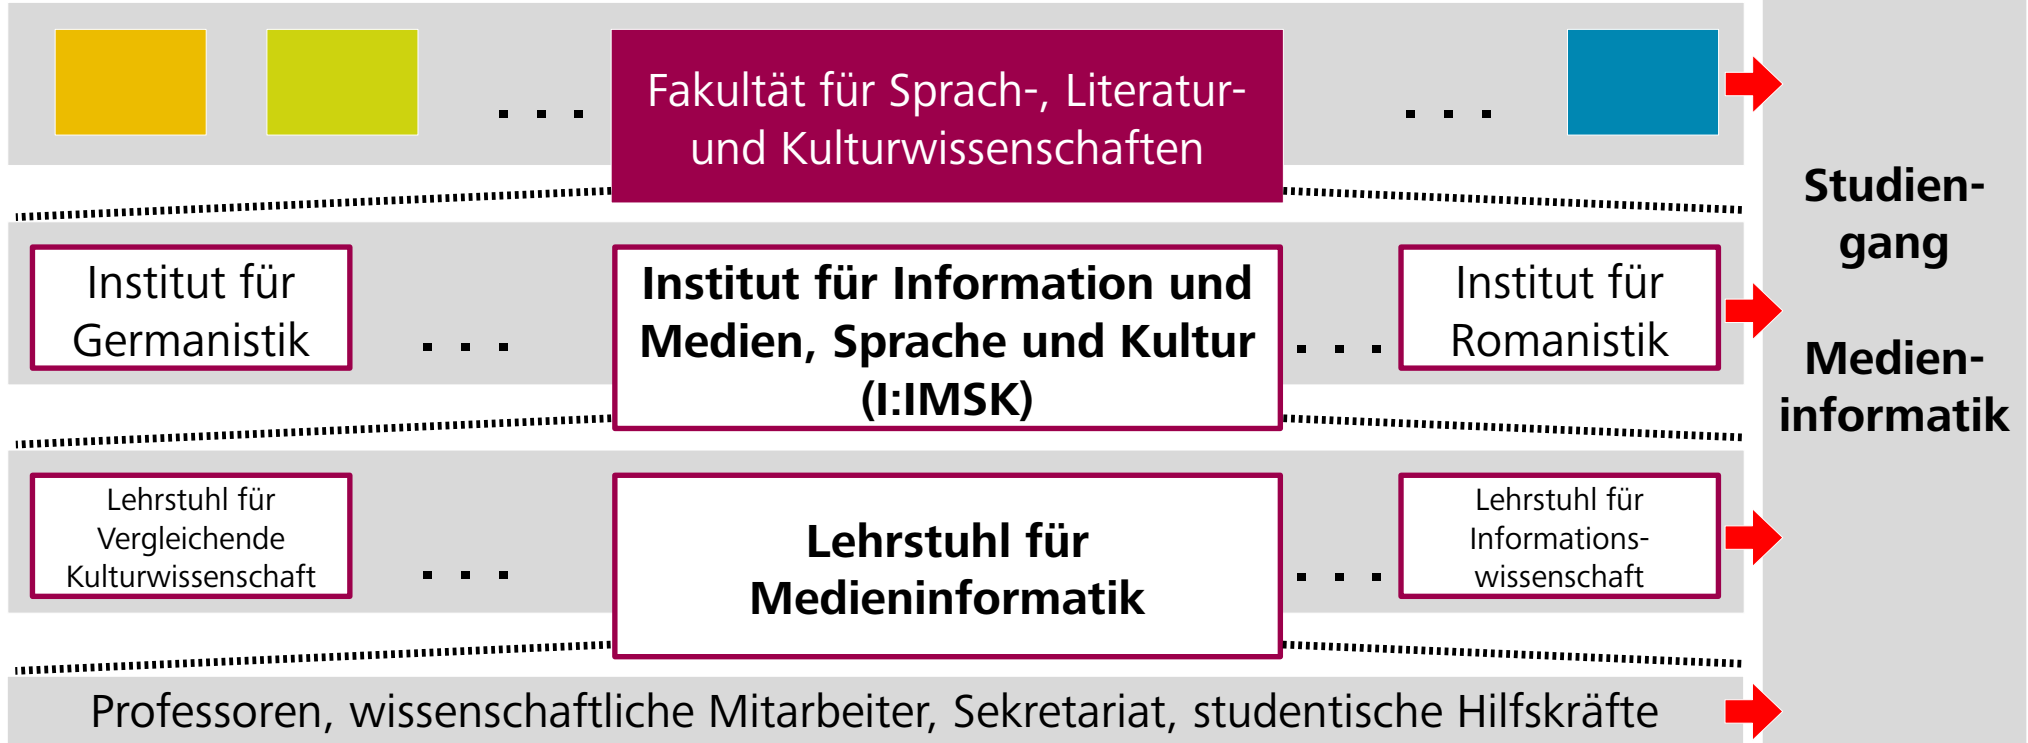 . . .
Fakultät für Sprach-, Literatur-
und Kulturwissenschaften
. . .
Institut für
Germanistik
. . .
Institut für Information und
Medien, Sprache und Kultur
(I:IMSK)
. . .
Institut für
Romanistik
Lehrstuhl für
Vergleichende
Kulturwissenschaft
. . .
Lehrstuhl für
Medieninformatik
. . .
Lehrstuhl für
Informations-
wissenschaft
Professoren, wissenschaftliche Mitarbeiter, Sekretariat, studentische Hilfskräfte
Studien-
gang
Medien-
informatik